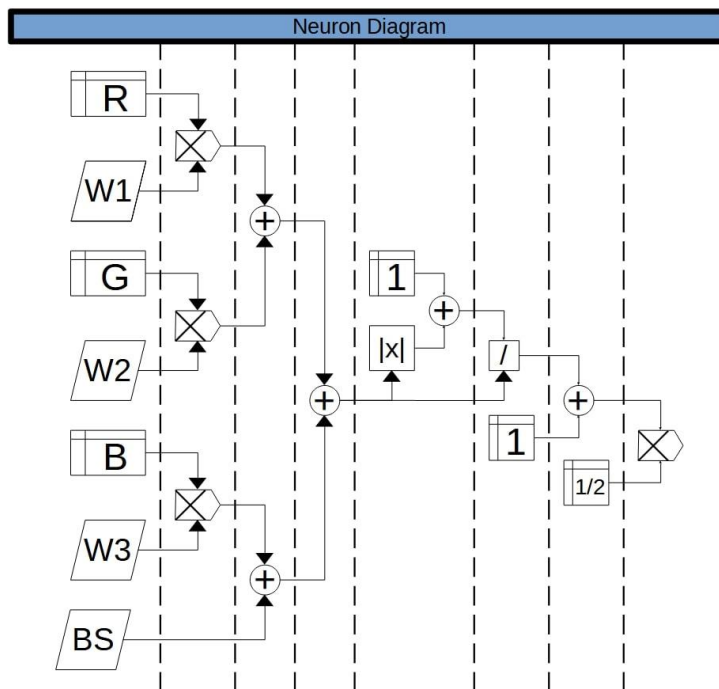 Neuron Diagram
R
W1
+
G
1
+
W2
|x|
/
+
+
B
1
1/2
W3
+
BS